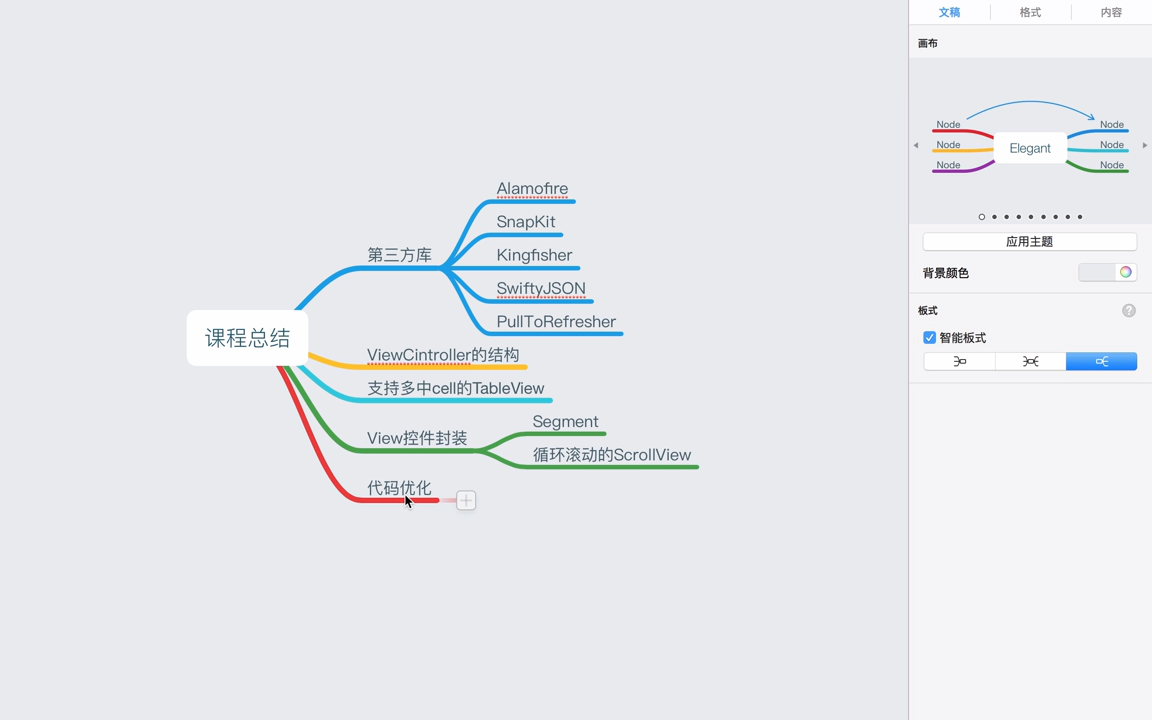 文稿
格式
内容
画布
Node
Node
Node
Elegant
Node
Node
Node
应用主题
背景颜色
板式
?
智能板式
课程总结
第三方库
Alamofire
SnapKit
Kingfisher
SwiftyJSON
PullToRefresher
ViewCintroller的结构
支持多中cell的TableView
View控件封装
Segment
循环滚动的ScrollView
代码优化